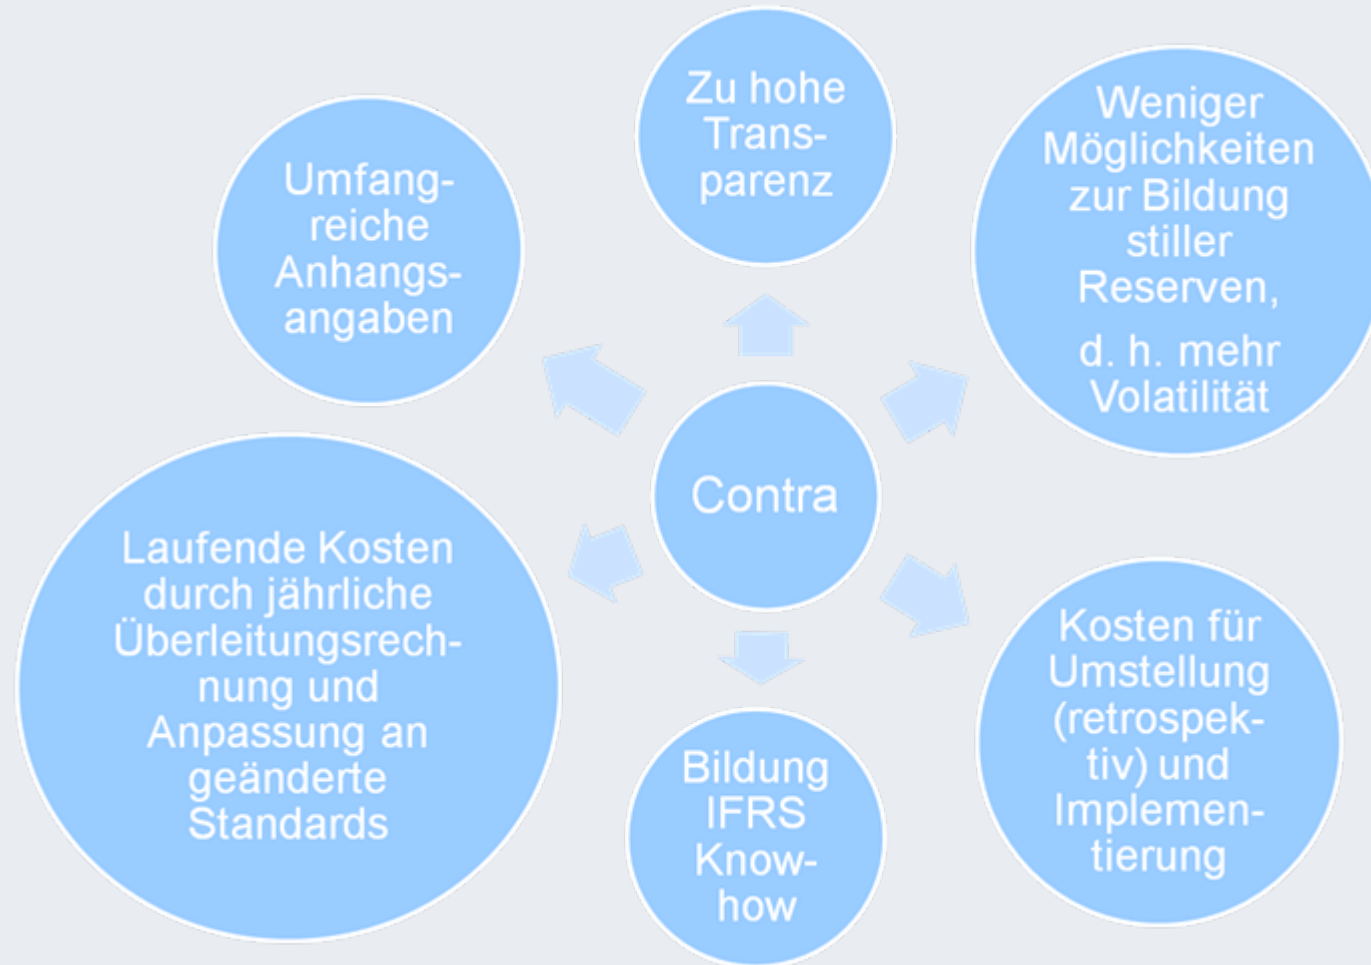 Zu hohe
Trans-
parenz
Weniger
Möglichkeiten
zur Bildung
stiller
Reserven,
d. h. mehr
Volatilität
Umfang-
reiche
Anhangs-
angaben
Contra
Laufende Kosten
durch jährliche
Überleitungsrech-
nung und
Anpassung an
geänderte
Standards
Kosten für
Umstellung
(retrospek-
tiv) und
Implemen-
tierung
Bildung
IFRS
Know-
how